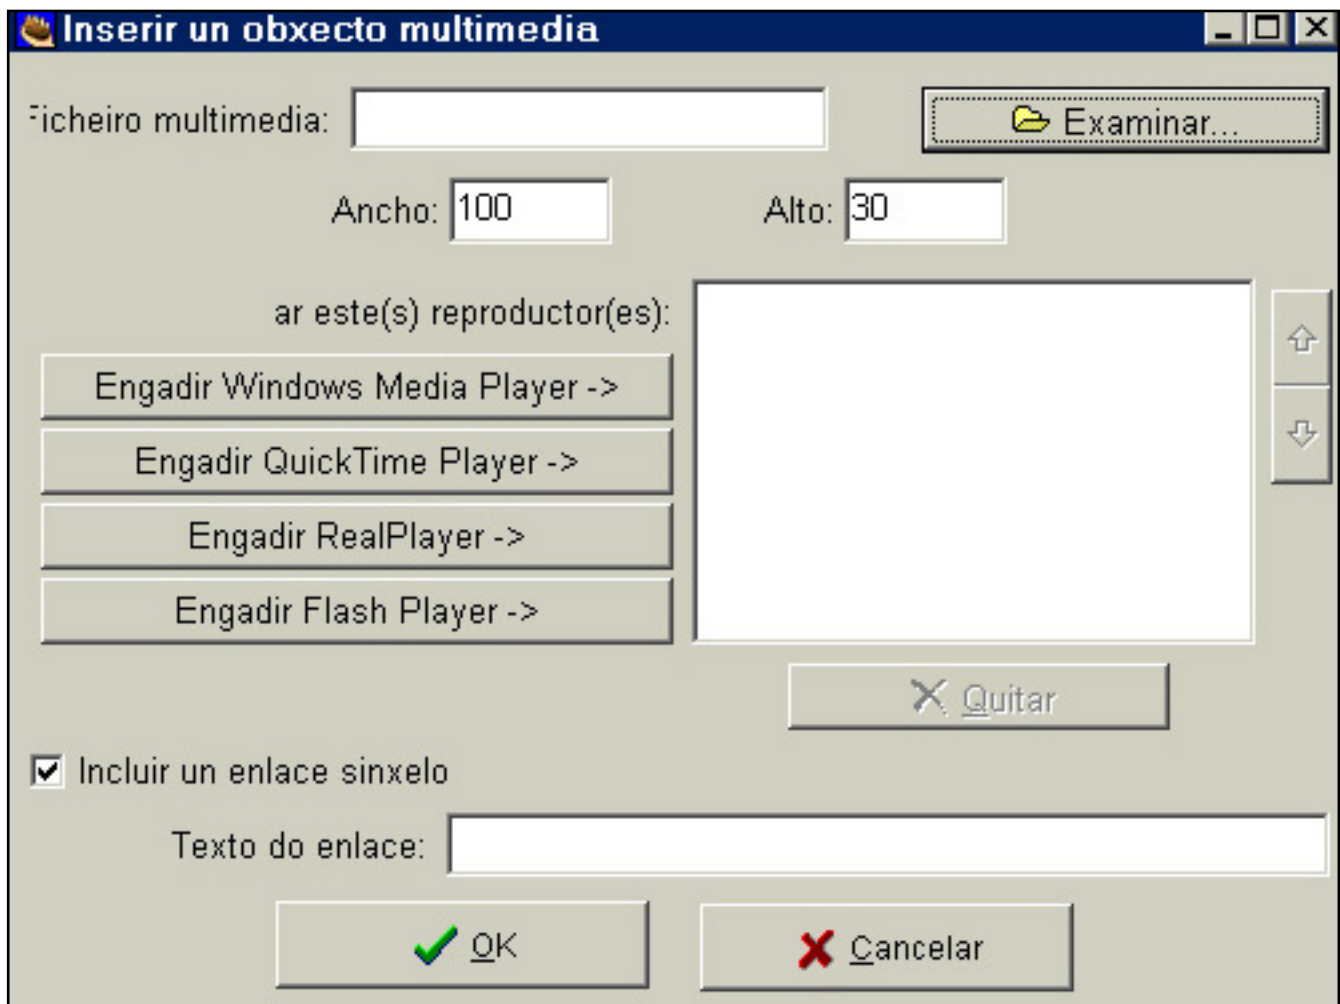 Inserir un obxecto multimedia
Ficheiro multimedia:
Examinar...
Ancho: 100 Alto: 30
ar este(s) reproductor(es):
Engadir Windows Media Player ->
Engadir QuickTime Player ->
Engadir RealPlayer ->
Engadir Flash Player ->
Quitar
Incluir un enlace sinxelo
Texto do enlace:
OK Cancelar